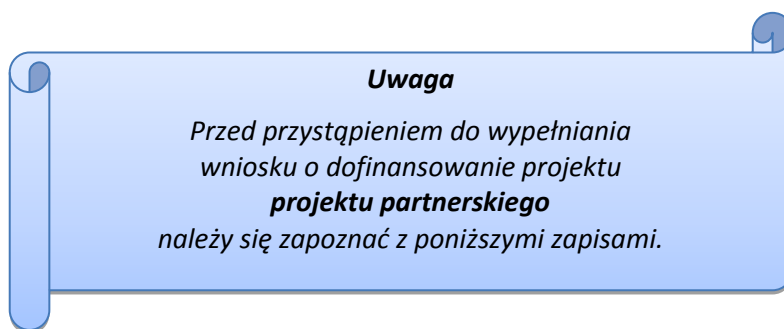 Uwaga
Przed przystąpieniem do wypełniania
wniosku o dofinansowanie projektu
projektu partnerskiego
należy się zapoznać z poniższymi zapisami.